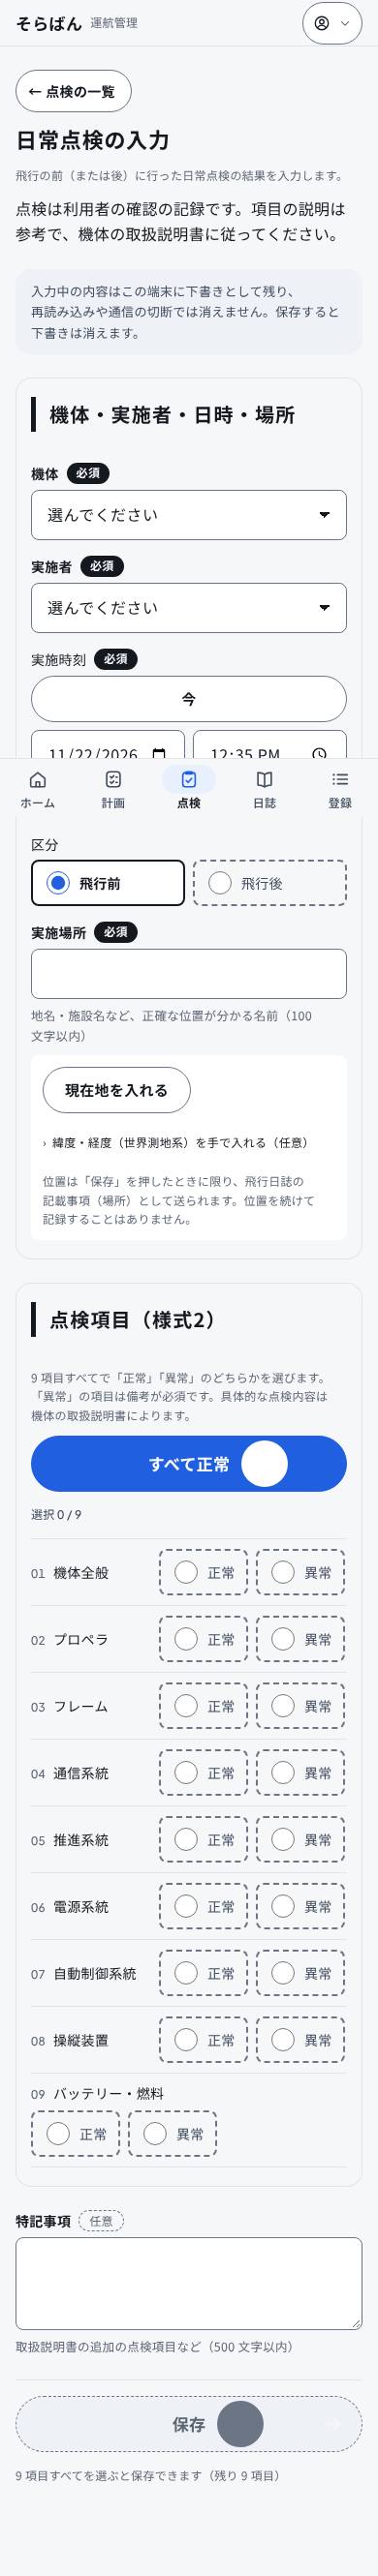 そらばん 運航管理
← 点検の一覧
日常点検の入力
飛行の前（または後）に行った日常点検の結果を入力します。
点検は利用者の確認の記録です。項目の説明は
参考で、機体の取扱説明書に従ってください。
入力中の内容はこの端末に下書きとして残り、
再読み込みや通信の切断では消えません。保存すると
下書きは消えます。
機体・実施者・日時・場所
機体 必須
選んでください
実施者 必須
選んでください
実施時刻 必須
今
11/22/2026 12:35 PM
ホーム 計画 点検 日誌 登録
区分
飛行前 飛行後
実施場所 必須
地名・施設名など、正確な位置が分かる名前（100
文字以内）
現在地を入れる
› 緯度・経度（世界測地系）を手で入れる（任意）
位置は「保存」を押したときに限り、飛行日誌の
記載事項（場所）として送られます。位置を続けて
記録することはありません。
点検項目（様式2）
9 項目すべてで「正常」「異常」のどちらかを選びます。
「異常」の項目は備考が必須です。具体的な点検内容は
機体の取扱説明書によります。
すべて正常
選択 0 / 9
01 機体全般 正常 異常
02 プロペラ 正常 異常
03 フレーム 正常 異常
04 通信系統 正常 異常
05 推進系統 正常 異常
06 電源系統 正常 異常
07 自動制御系統 正常 異常
08 操縦装置 正常 異常
09 バッテリー・燃料
正常 異常
特記事項 任意
取扱説明書の追加の点検項目など（500 文字以内）
保存
9 項目すべてを選ぶと保存できます（残り 9 項目）